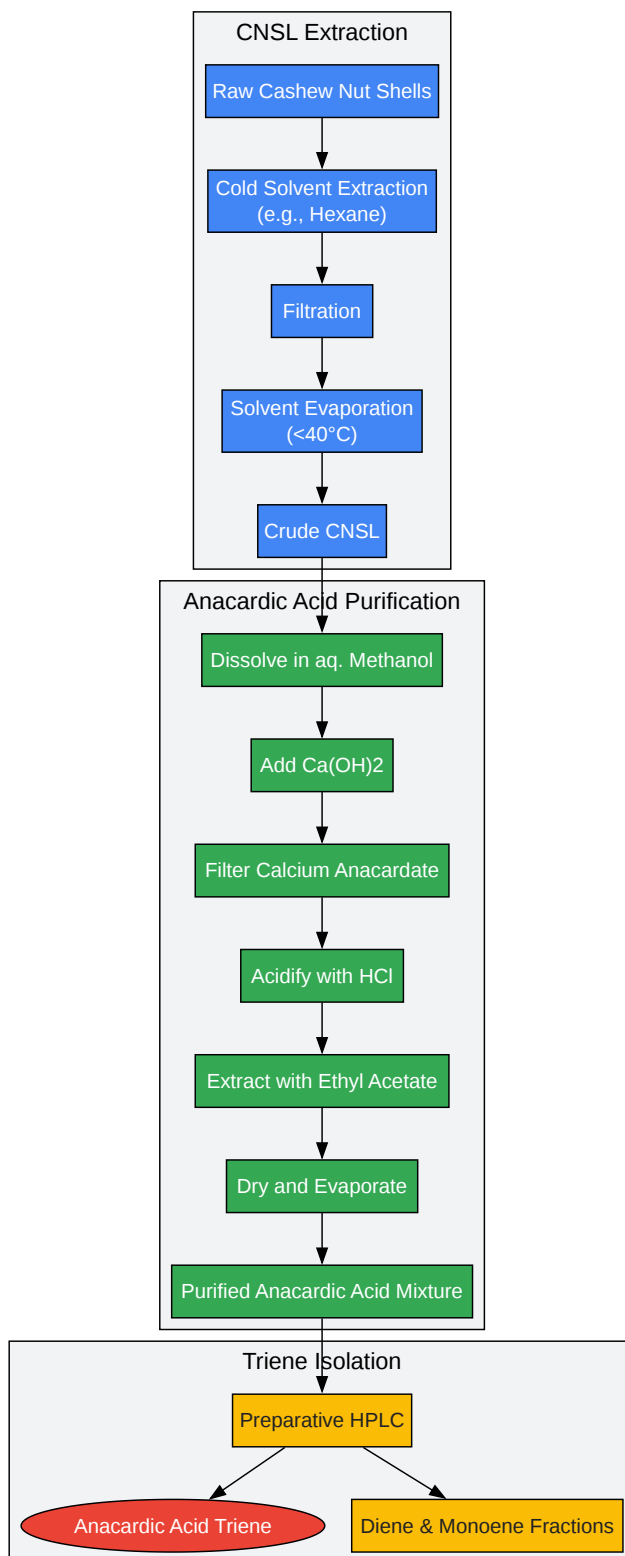 CNSL Extraction
Raw Cashew Nut Shells
Cold Solvent Extraction
(e.g., Hexane)
Filtration
Solvent Evaporation
(<40°C)
Crude CNSL
Anacardic Acid Purification
Dissolve in aq. Methanol
Add Ca(OH)2
Filter Calcium Anacardate
Acidify with HCl
Extract with Ethyl Acetate
Dry and Evaporate
Purified Anacardic Acid Mixture
Triene Isolation
Preparative HPLC
Anacardic Acid Triene
Diene & Monoene Fractions